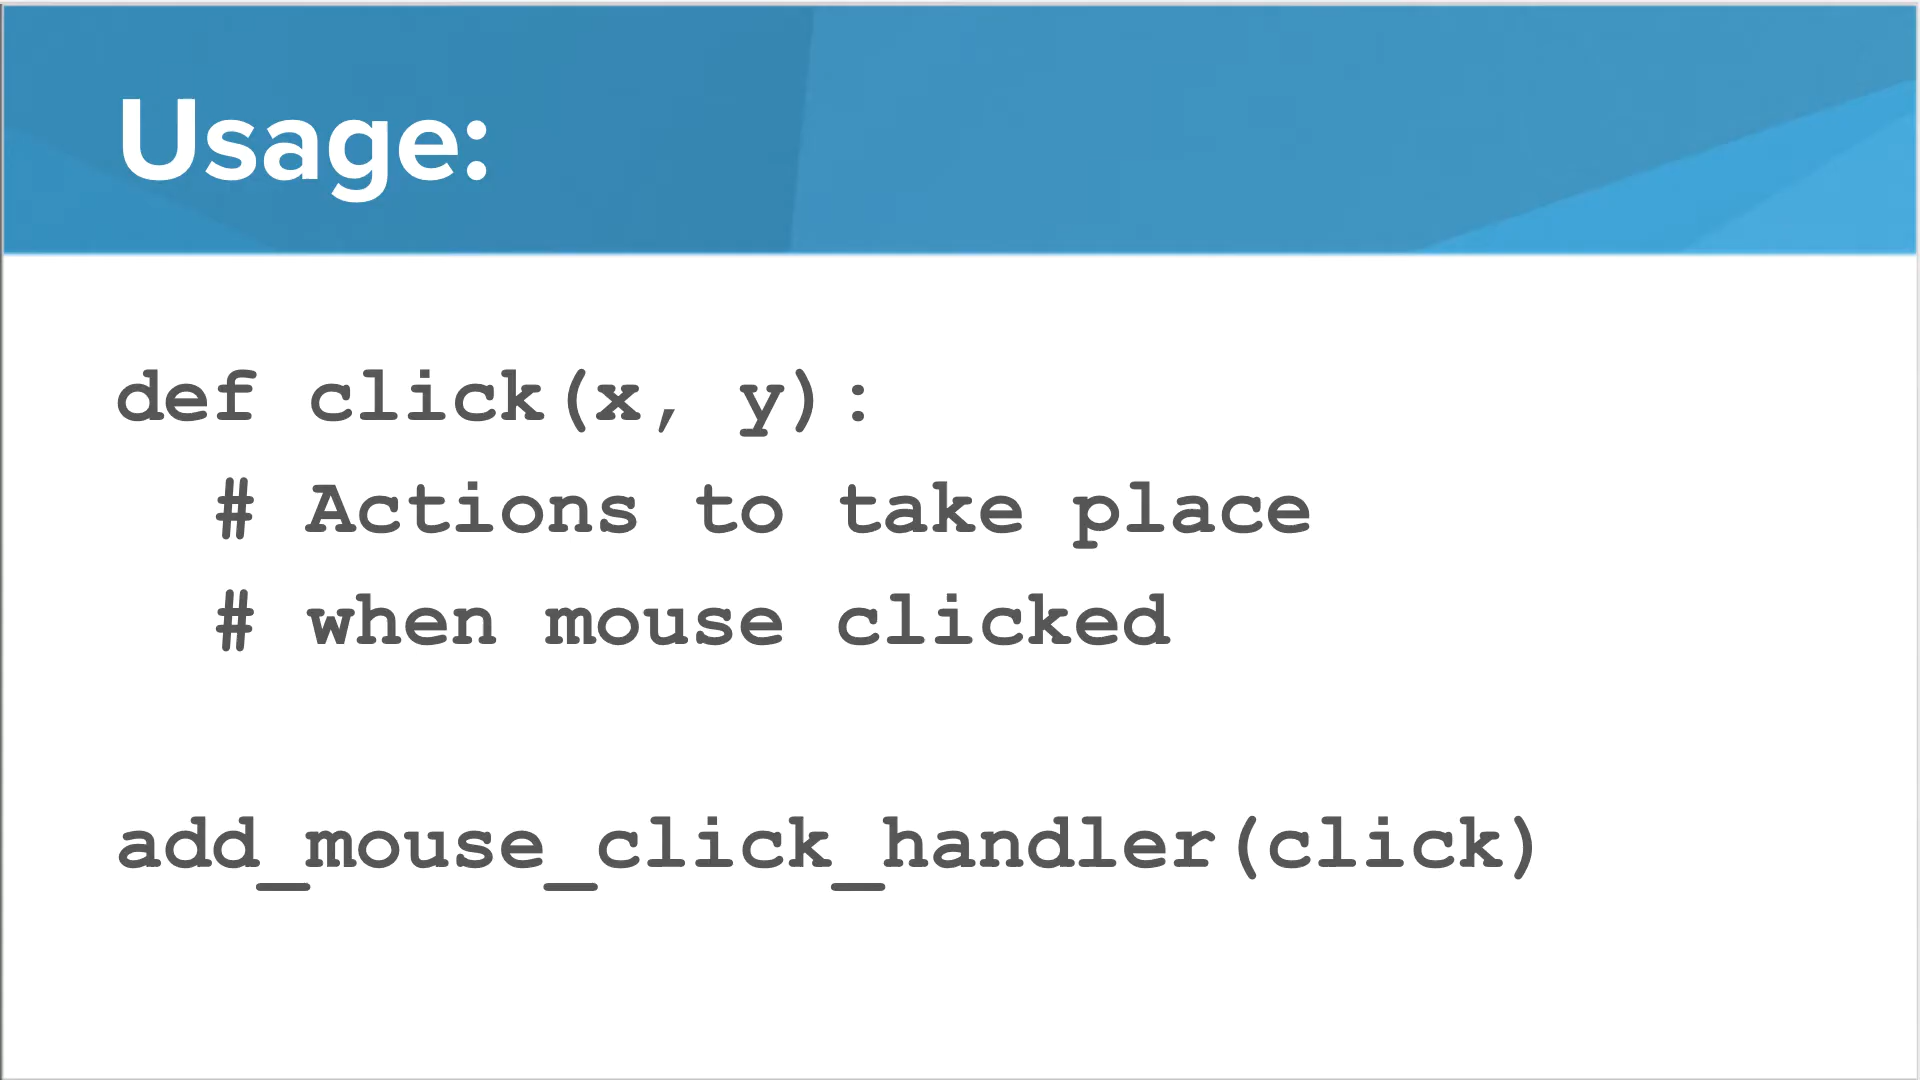 Usage:
def click(x, y):
  # Actions to take place
  # when mouse clicked
add_mouse_click_handler(click)